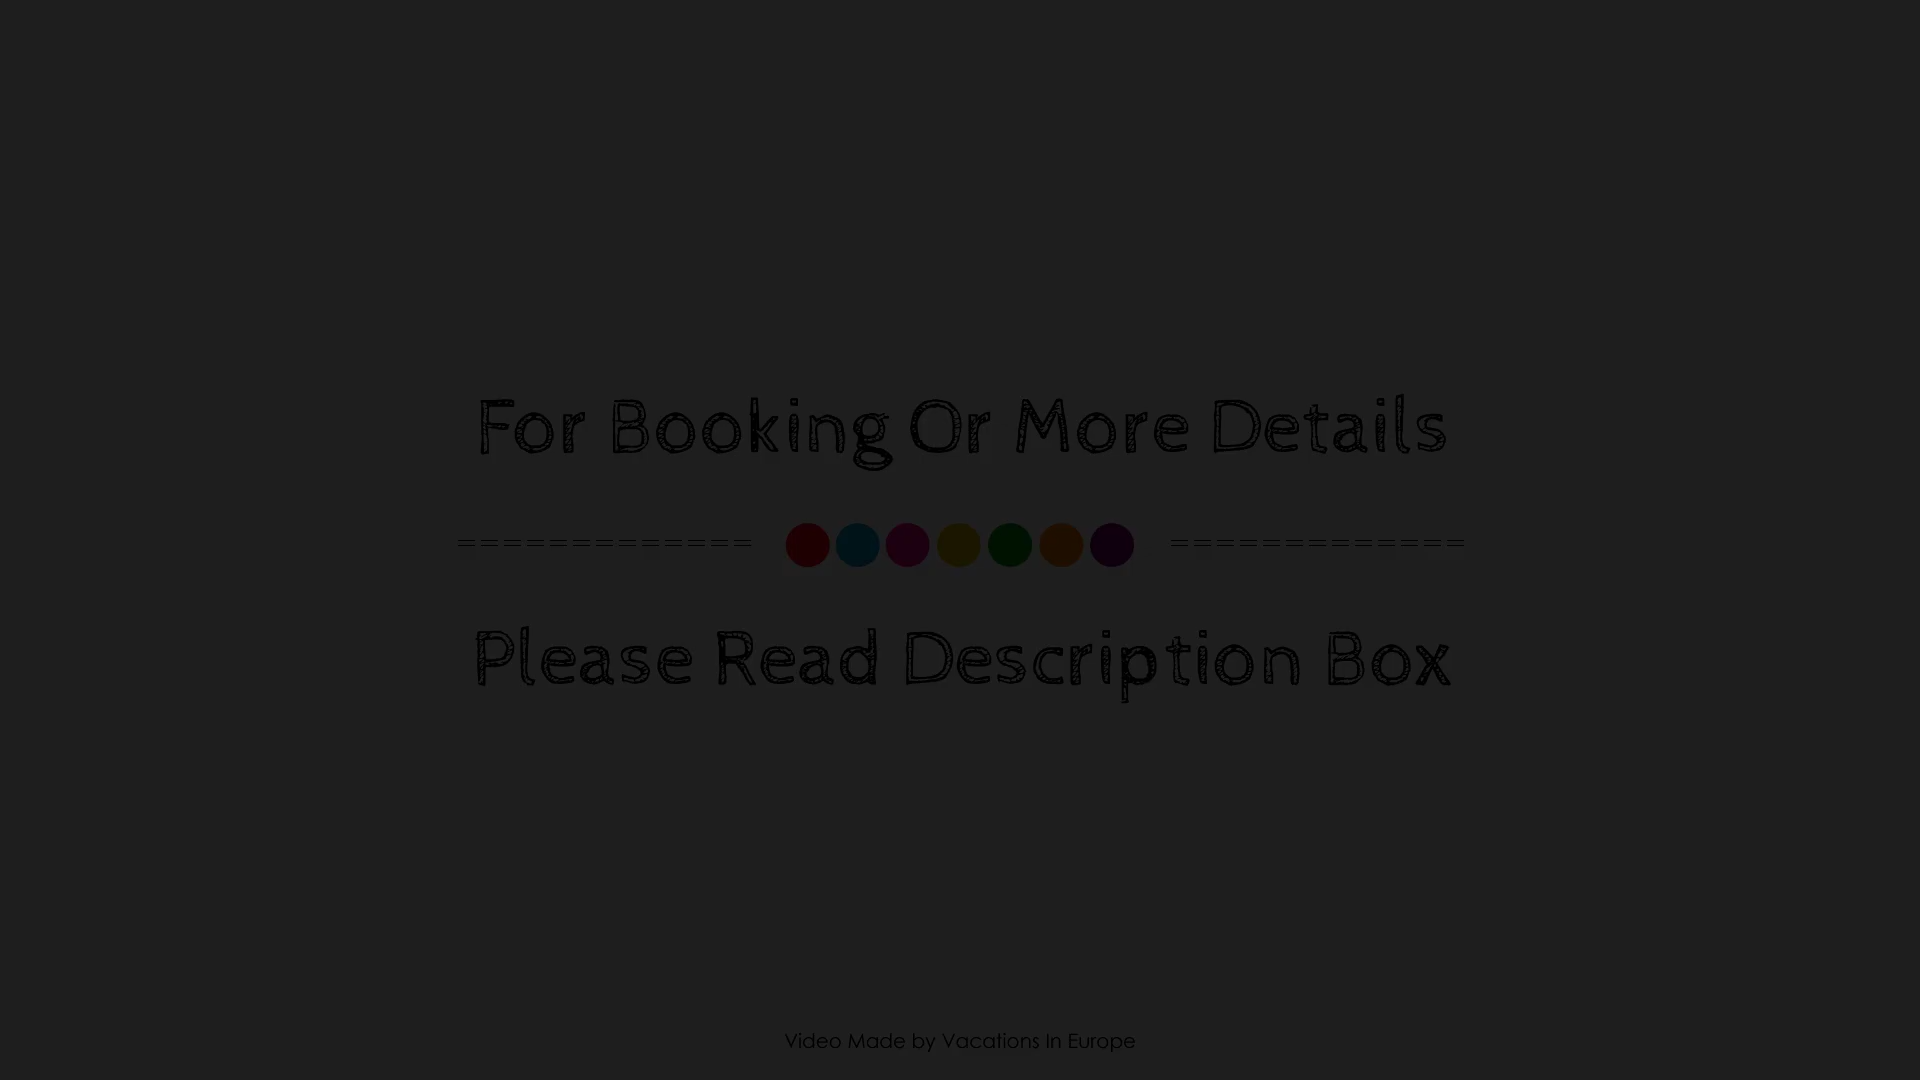 For Booking Or More Details
============= =============
Please Read Description Box
Video Made by Vacations In Europe